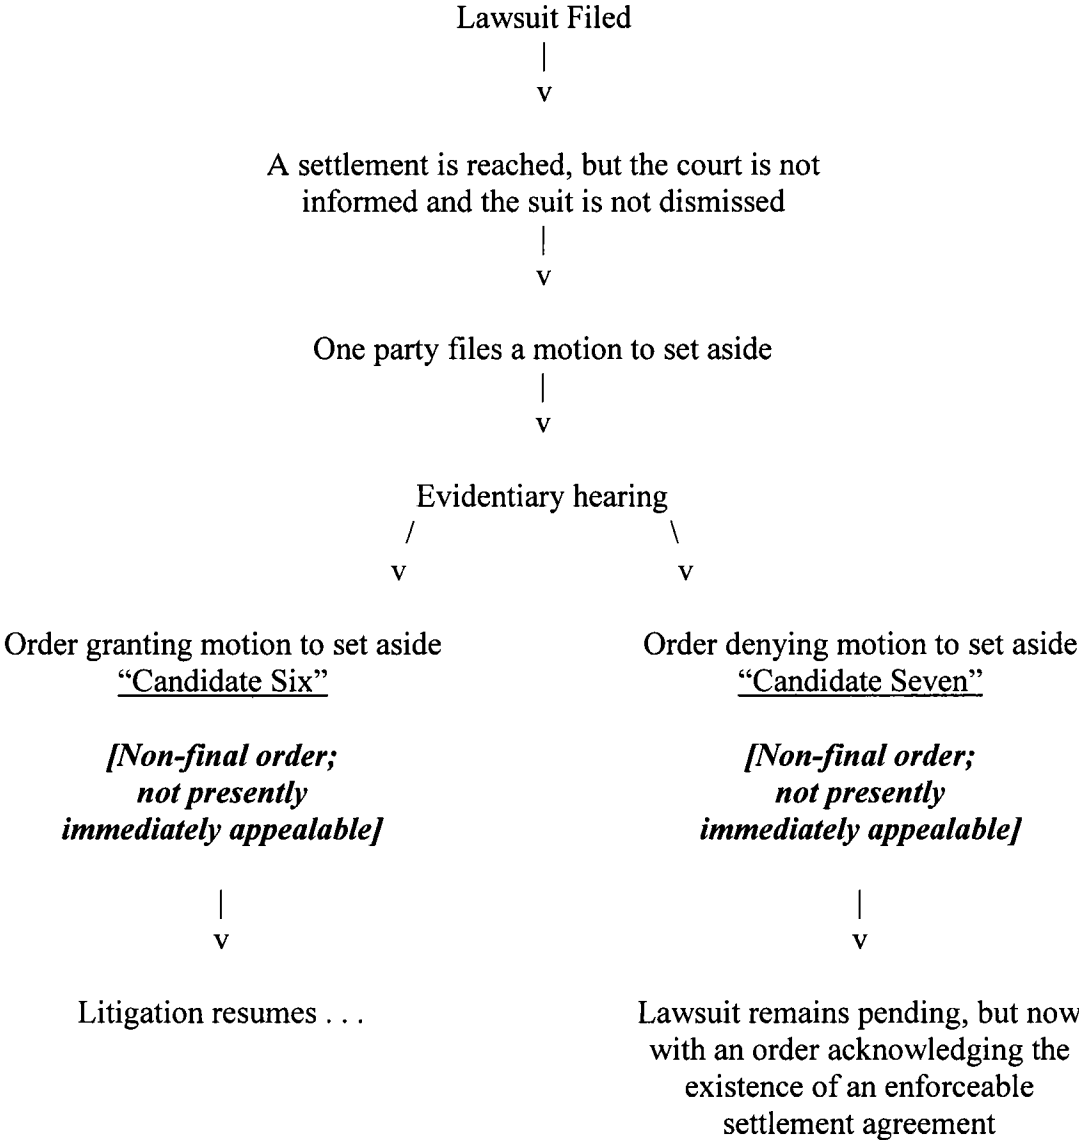 Lawsuit Filed
|
v
A settlement is reached, but the court is not
informed and the suit is not dismissed
|
v
One party files a motion to set aside
|
v
Evidentiary hearing
/ \
v v
Order granting motion to set aside
“Candidate Six”
[Non-final order;
not presently
immediately appealable]
|
v
Litigation resumes . . .
Order denying motion to set aside
“Candidate Seven”
[Non-final order;
not presently
immediately appealable]
|
v
Lawsuit remains pending, but now
with an order acknowledging the
existence of an enforceable
settlement agreement